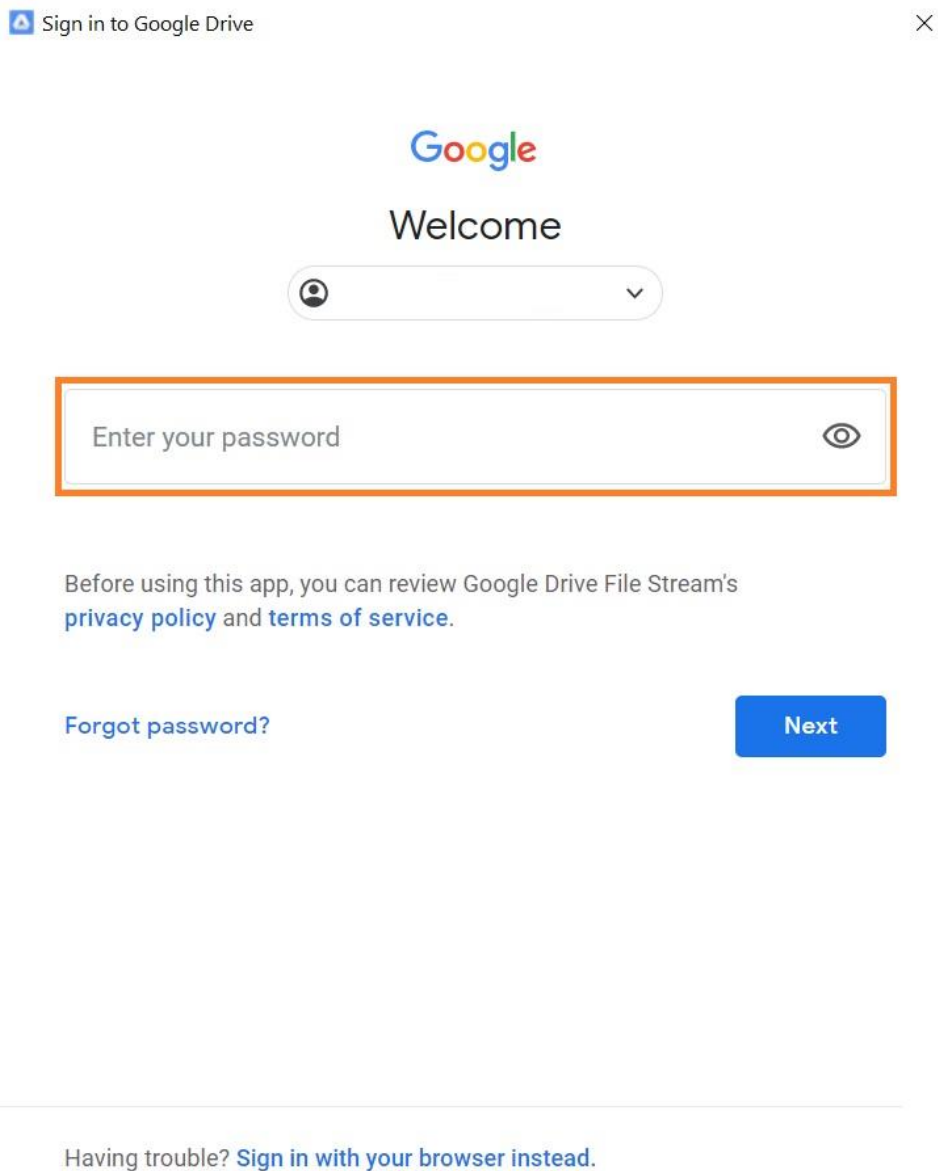 Sign in to Google Drive
Google
Welcome
Enter your password
Before using this app, you can review Google Drive File Stream's
privacy policy and terms of service.
Forgot password?
Next
Having trouble? Sign in with your browser instead.